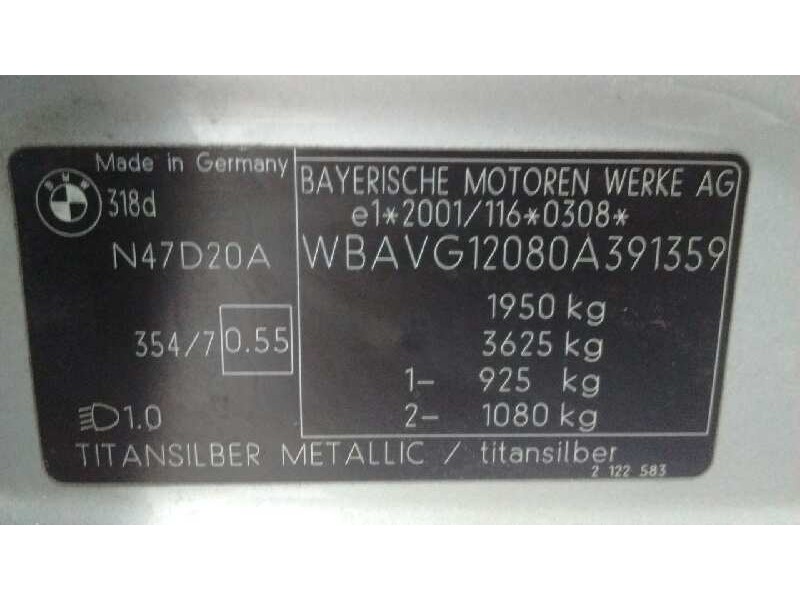 Made in Germany
BMW
318d
N47D20A
354/7 0.55
1.0
BAYERISCHE MOTOREN WERKE AG
e1*2001/116*0308*
WBAVG12080A391359
1950 kg
3625 kg
1- 925 kg
2- 1080 kg
TITANSILBER METALLIC / titansilber
2 122 583